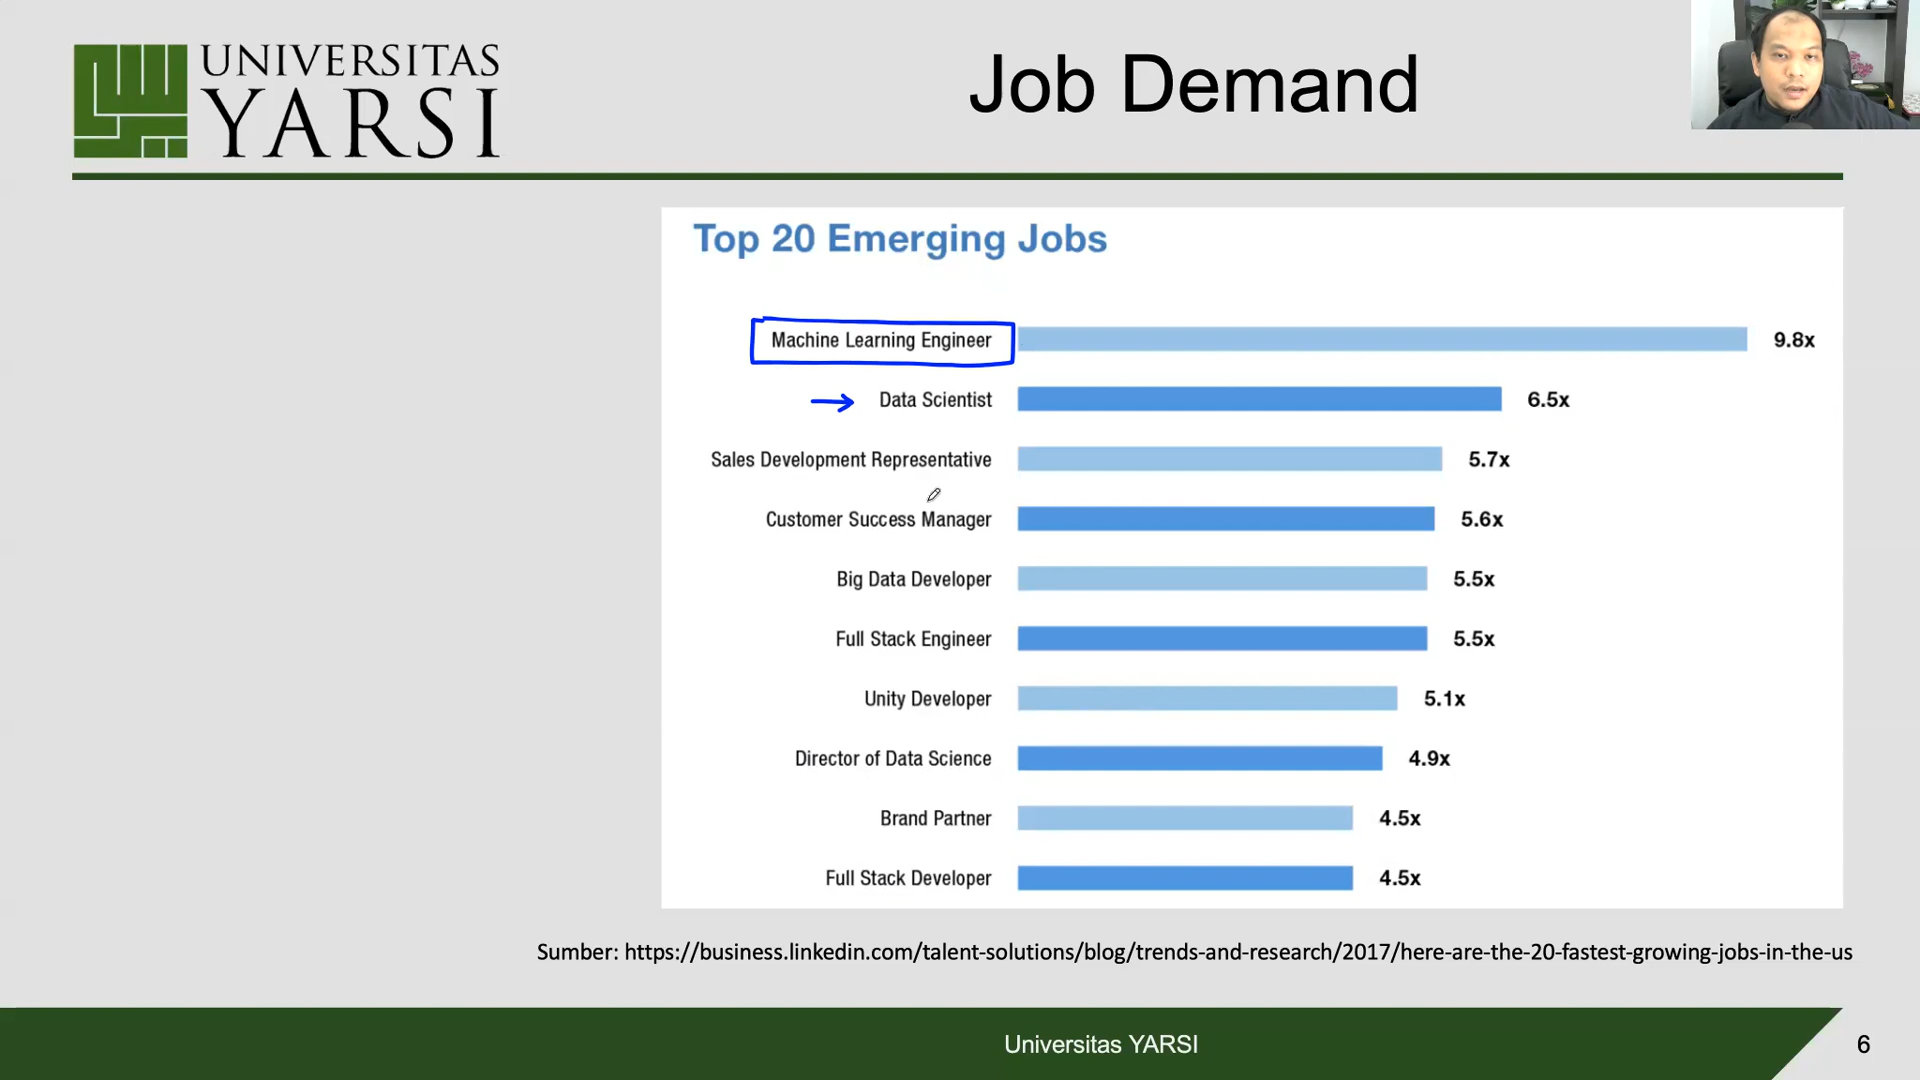 UNIVERSITAS
YARSI
Job Demand
Top 20 Emerging Jobs
Machine Learning Engineer 9.8x
Data Scientist 6.5x
Sales Development Representative 5.7x
Customer Success Manager 5.6x
Big Data Developer 5.5x
Full Stack Engineer 5.5x
Unity Developer 5.1x
Director of Data Science 4.9x
Brand Partner 4.5x
Full Stack Developer 4.5x
Sumber: https://business.linkedin.com/talent-solutions/blog/trends-and-research/2017/here-are-the-20-fastest-growing-jobs-in-the-us
Universitas YARSI
6